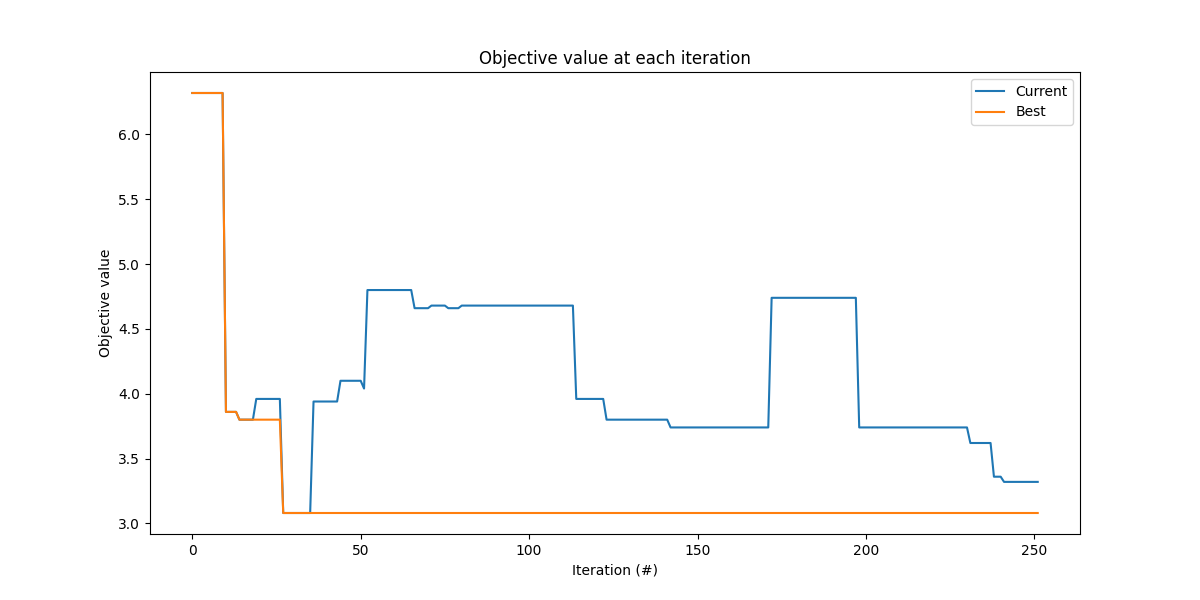 Objective value at each iteration
Current
Best
Objective value
6.0
5.5
5.0
4.5
4.0
3.5
3.0
0 50 100 150 200 250
Iteration (#)